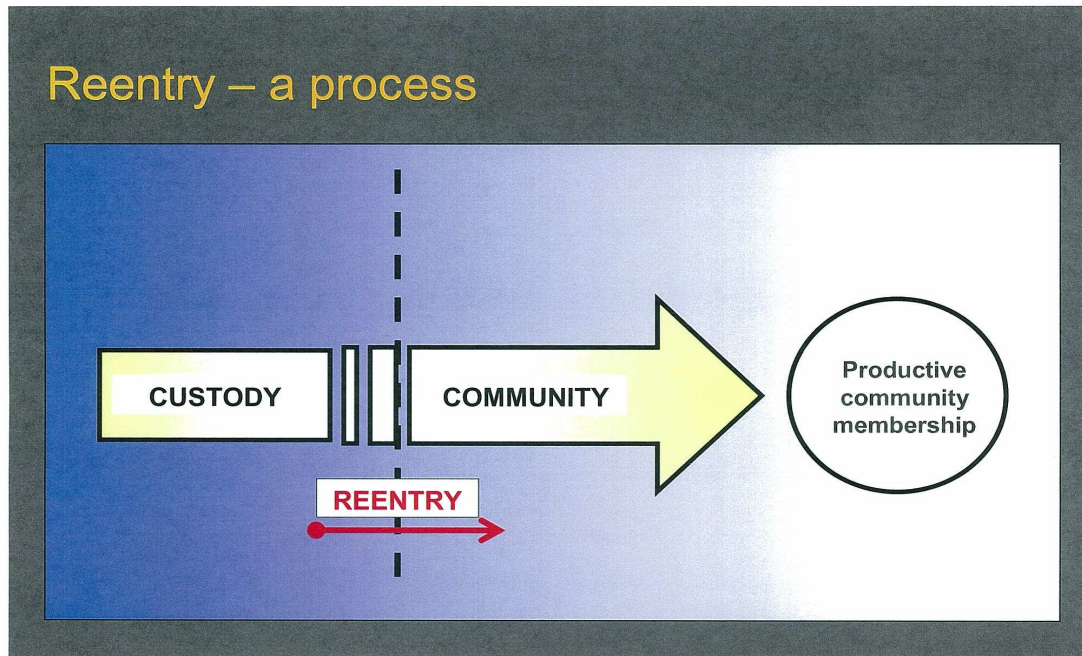 Reentry – a process
CUSTODY
COMMUNITY
Productive
community
membership
REENTRY